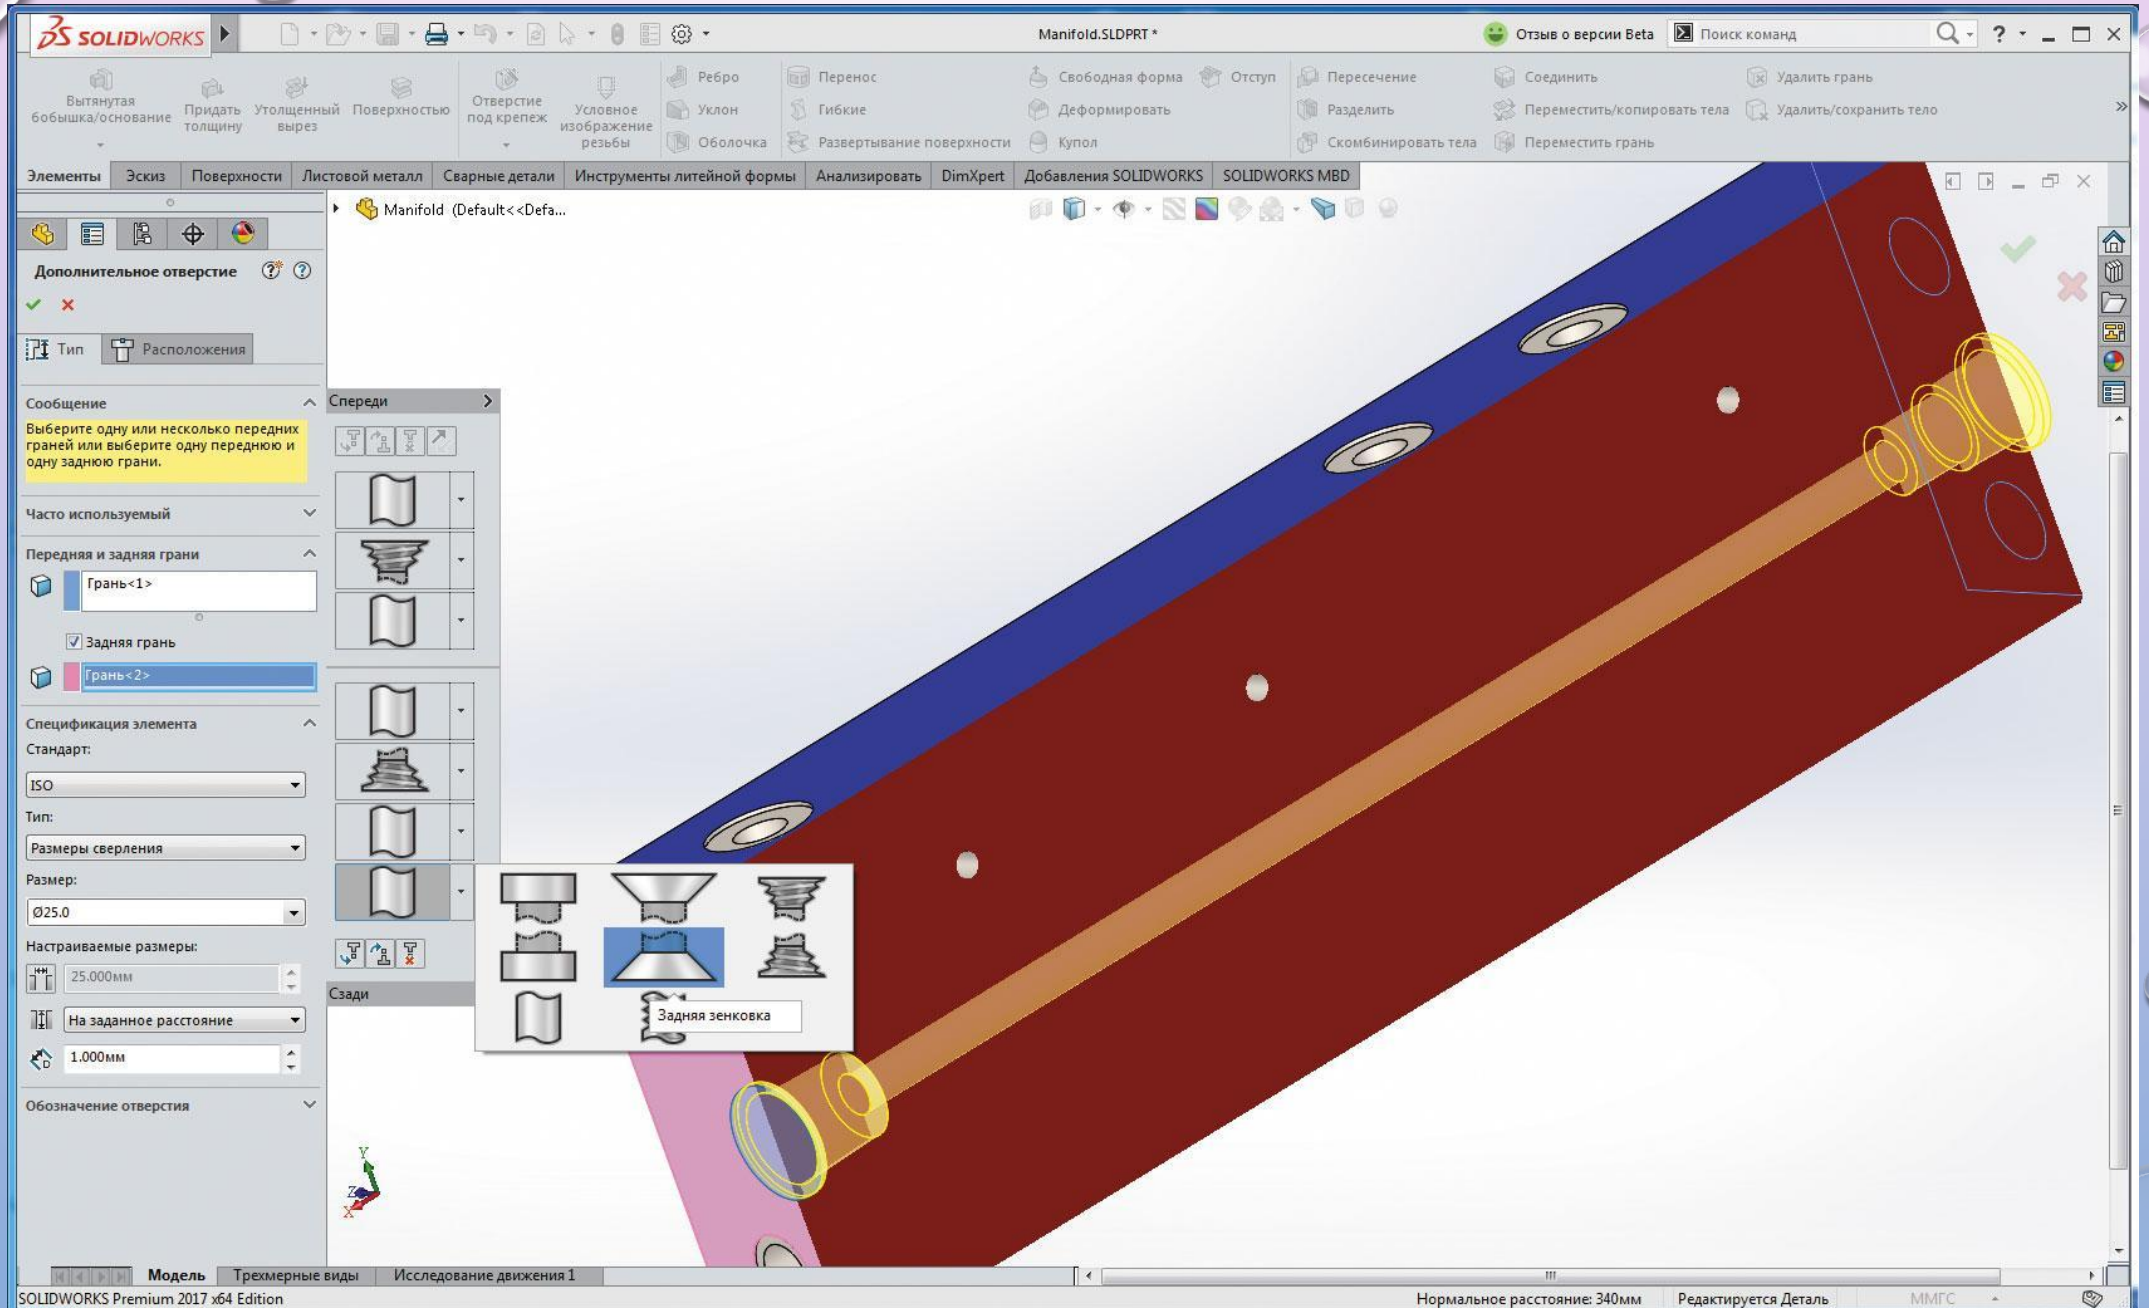 SOLIDWORKS
Manifold.SLDPRT *
Отзыв о версии Beta
Поиск команд
Вытянутая
бобышка/основание
Придать
толщину
Утолщенный
вырез
Поверхностью
Отверстие
под крепеж
Условное
изображение
резьбы
Ребро
Уклон
Оболочка
Перенос
Гибкие
Развертывание поверхности
Свободная форма
Отступ
Деформировать
Купол
Пересечение
Разделить
Скомбинировать тела
Соединить
Переместить/копировать тела
Переместить грань
Удалить грань
Удалить/сохранить тело
Элементы
Эскиз
Поверхности
Листовой металл
Сварные детали
Инструменты литейной формы
Анализировать
DimXpert
Добавления SOLIDWORKS
SOLIDWORKS MBD
Manifold (Default<<Defa...
Дополнительное отверстие
Тип
Расположения
Сообщение
Выберите одну или несколько передних
граней или выберите одну переднюю и
одну заднюю грани.
Часто используемый
Передняя и задняя грани
Грань<1>
Задняя грань
Грань<2>
Спецификация элемента
Стандарт:
ISO
Тип:
Размеры сверления
Размер:
Ø25.0
Настраиваемые размеры:
25.000мм
На заданное расстояние
1.000мм
Обозначение отверстия
Спереди
Сзади
Задняя зенковка
Y
Z
X
Модель
Трехмерные виды
Исследование движения 1
SOLIDWORKS Premium 2017 x64 Edition
Нормальное расстояние: 340мм
Редактируется Деталь
ММГС